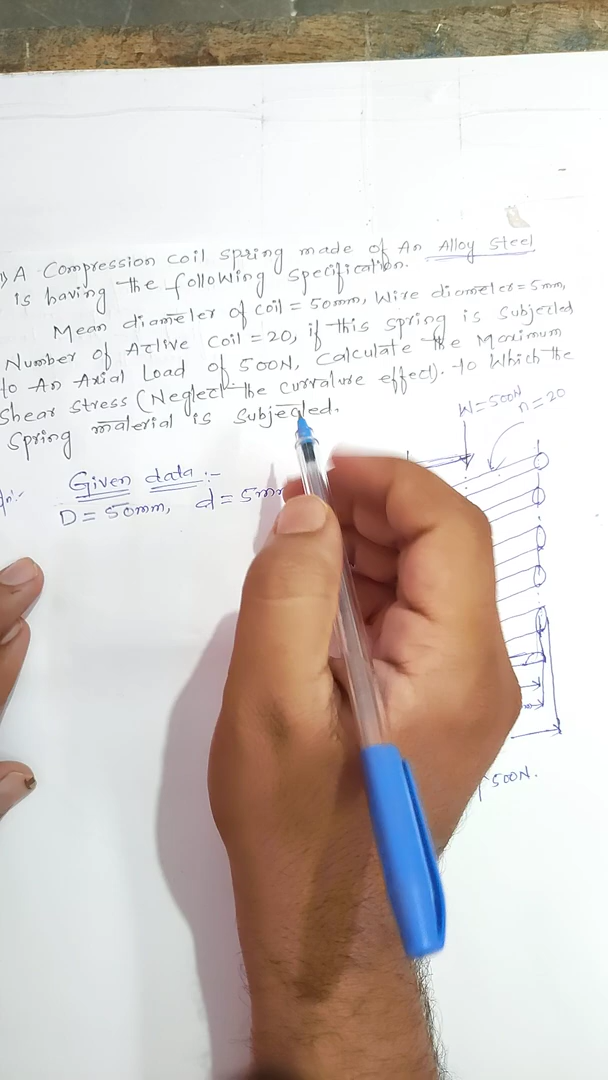 1) A Compression coil spring made of An Alloy steel
is having the following specification.
Mean diameter of coil = 50mm, Wire diameter = 5mm,
Number of Active coil = 20, if this spring is subjected
to An Axial Load of 500N, calculate the Maximum
Shear stress (Neglect the curvature effect). to which the
spring material is subjected.
W=500N
n=20
Given data:-
D = 50mm, d = 5mm
500N.